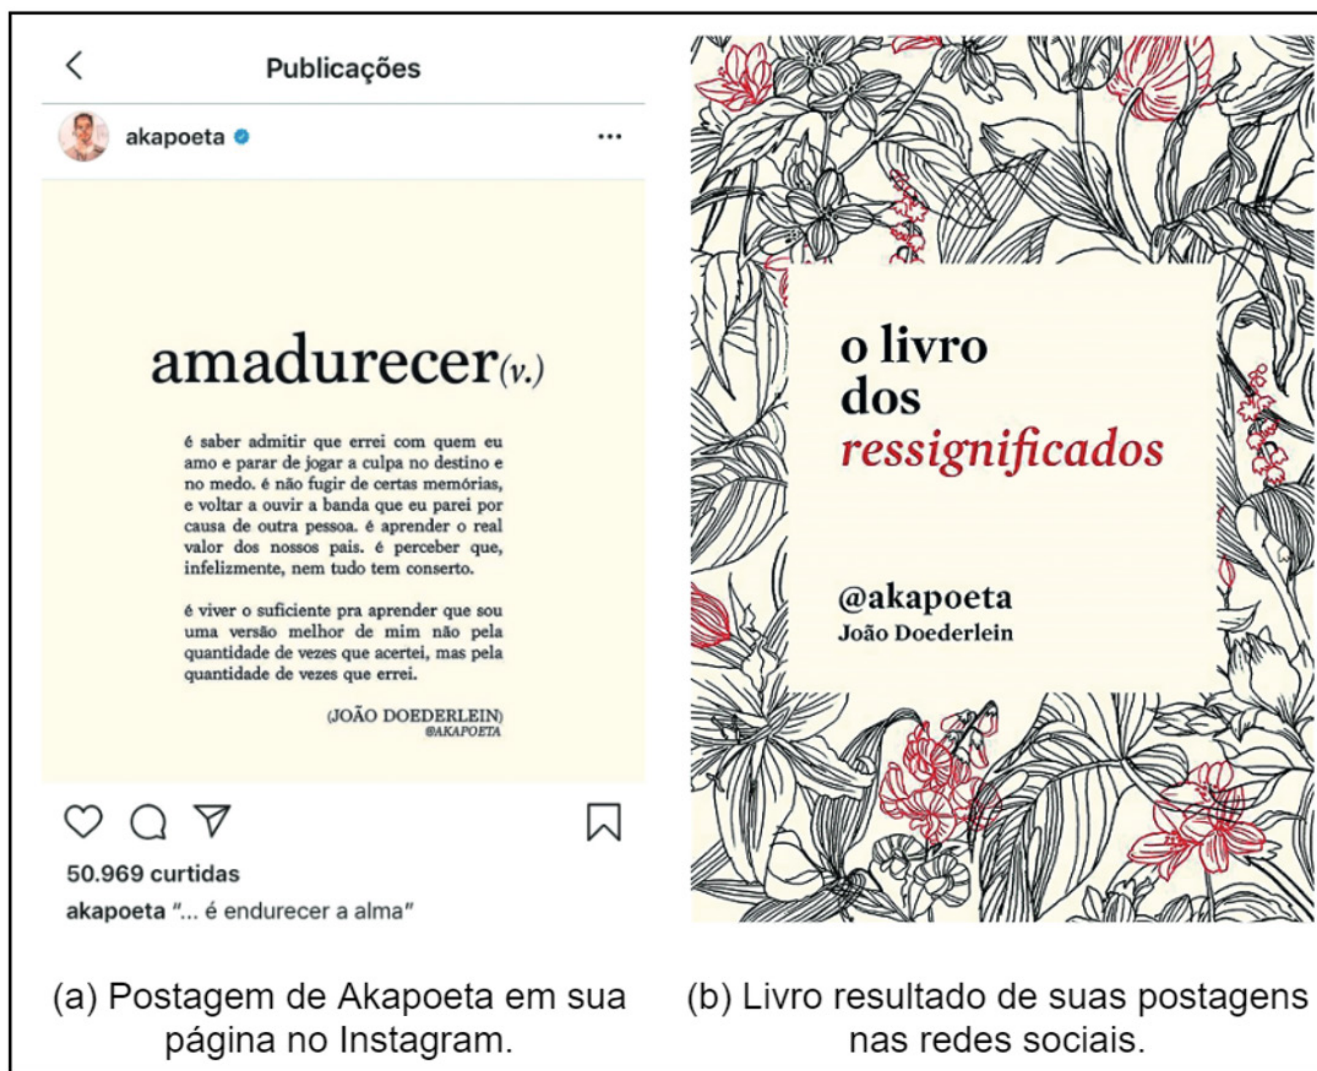 Publicações
akapoeta
amadurecer(v.)
é saber admitir que errei com quem eu
amo e parar de jogar a culpa no destino e
no medo. é não fugir de certas memórias,
e voltar a ouvir a banda que eu parei por
causa de outra pessoa. é aprender o real
valor dos nossos pais. é perceber que,
infelizmente, nem tudo tem conserto.
é viver o suficiente pra aprender que sou
uma versão melhor de mim não pela
quantidade de vezes que acertei, mas pela
quantidade de vezes que errei.
(JOÃO DOEDERLEIN)
@AKAPOETA
50.969 curtidas
akapoeta "... é endurecer a alma"
(a) Postagem de Akapoeta em sua
página no Instagram.
o livro
dos
ressignificados
@akapoeta
João Doederlein
(b) Livro resultado de suas postagens
nas redes sociais.